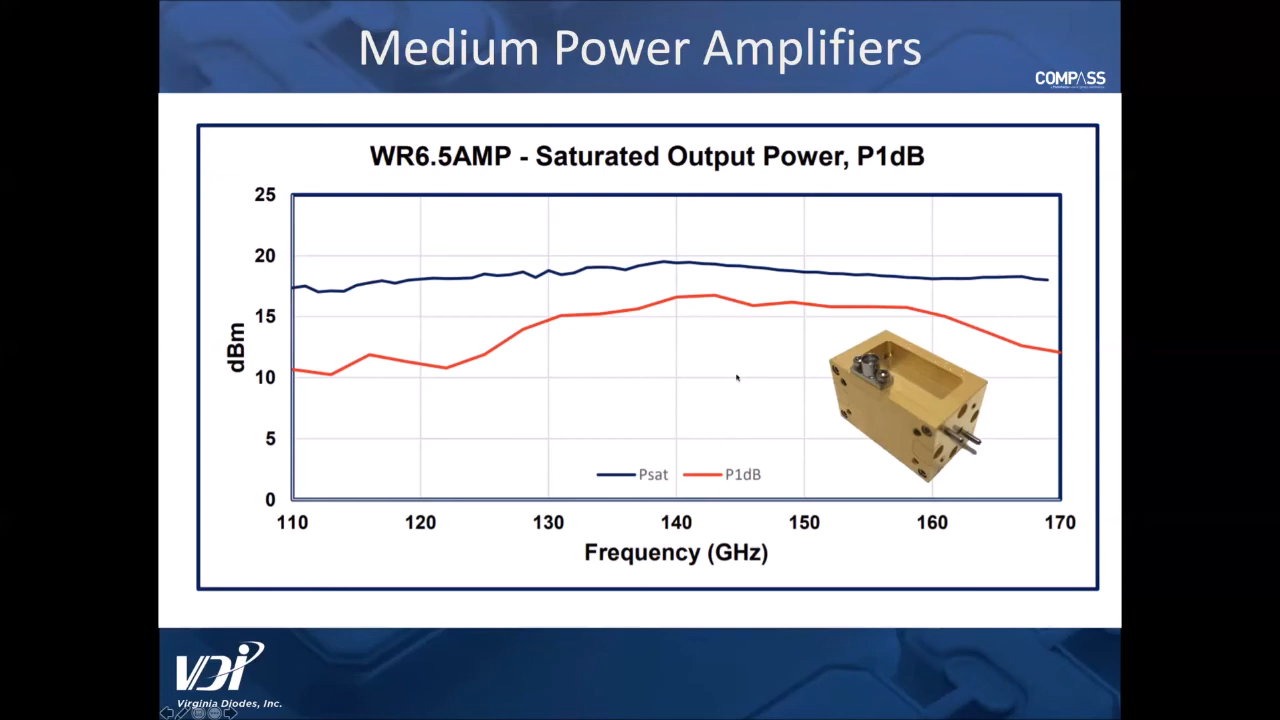 Medium Power Amplifiers
COMPASS
WR6.5AMP - Saturated Output Power, P1dB
25
20
15
10
5
0
dBm
Psat P1dB
110 120 130 140 150 160 170
Frequency (GHz)
VDI
Virginia Diodes, Inc.